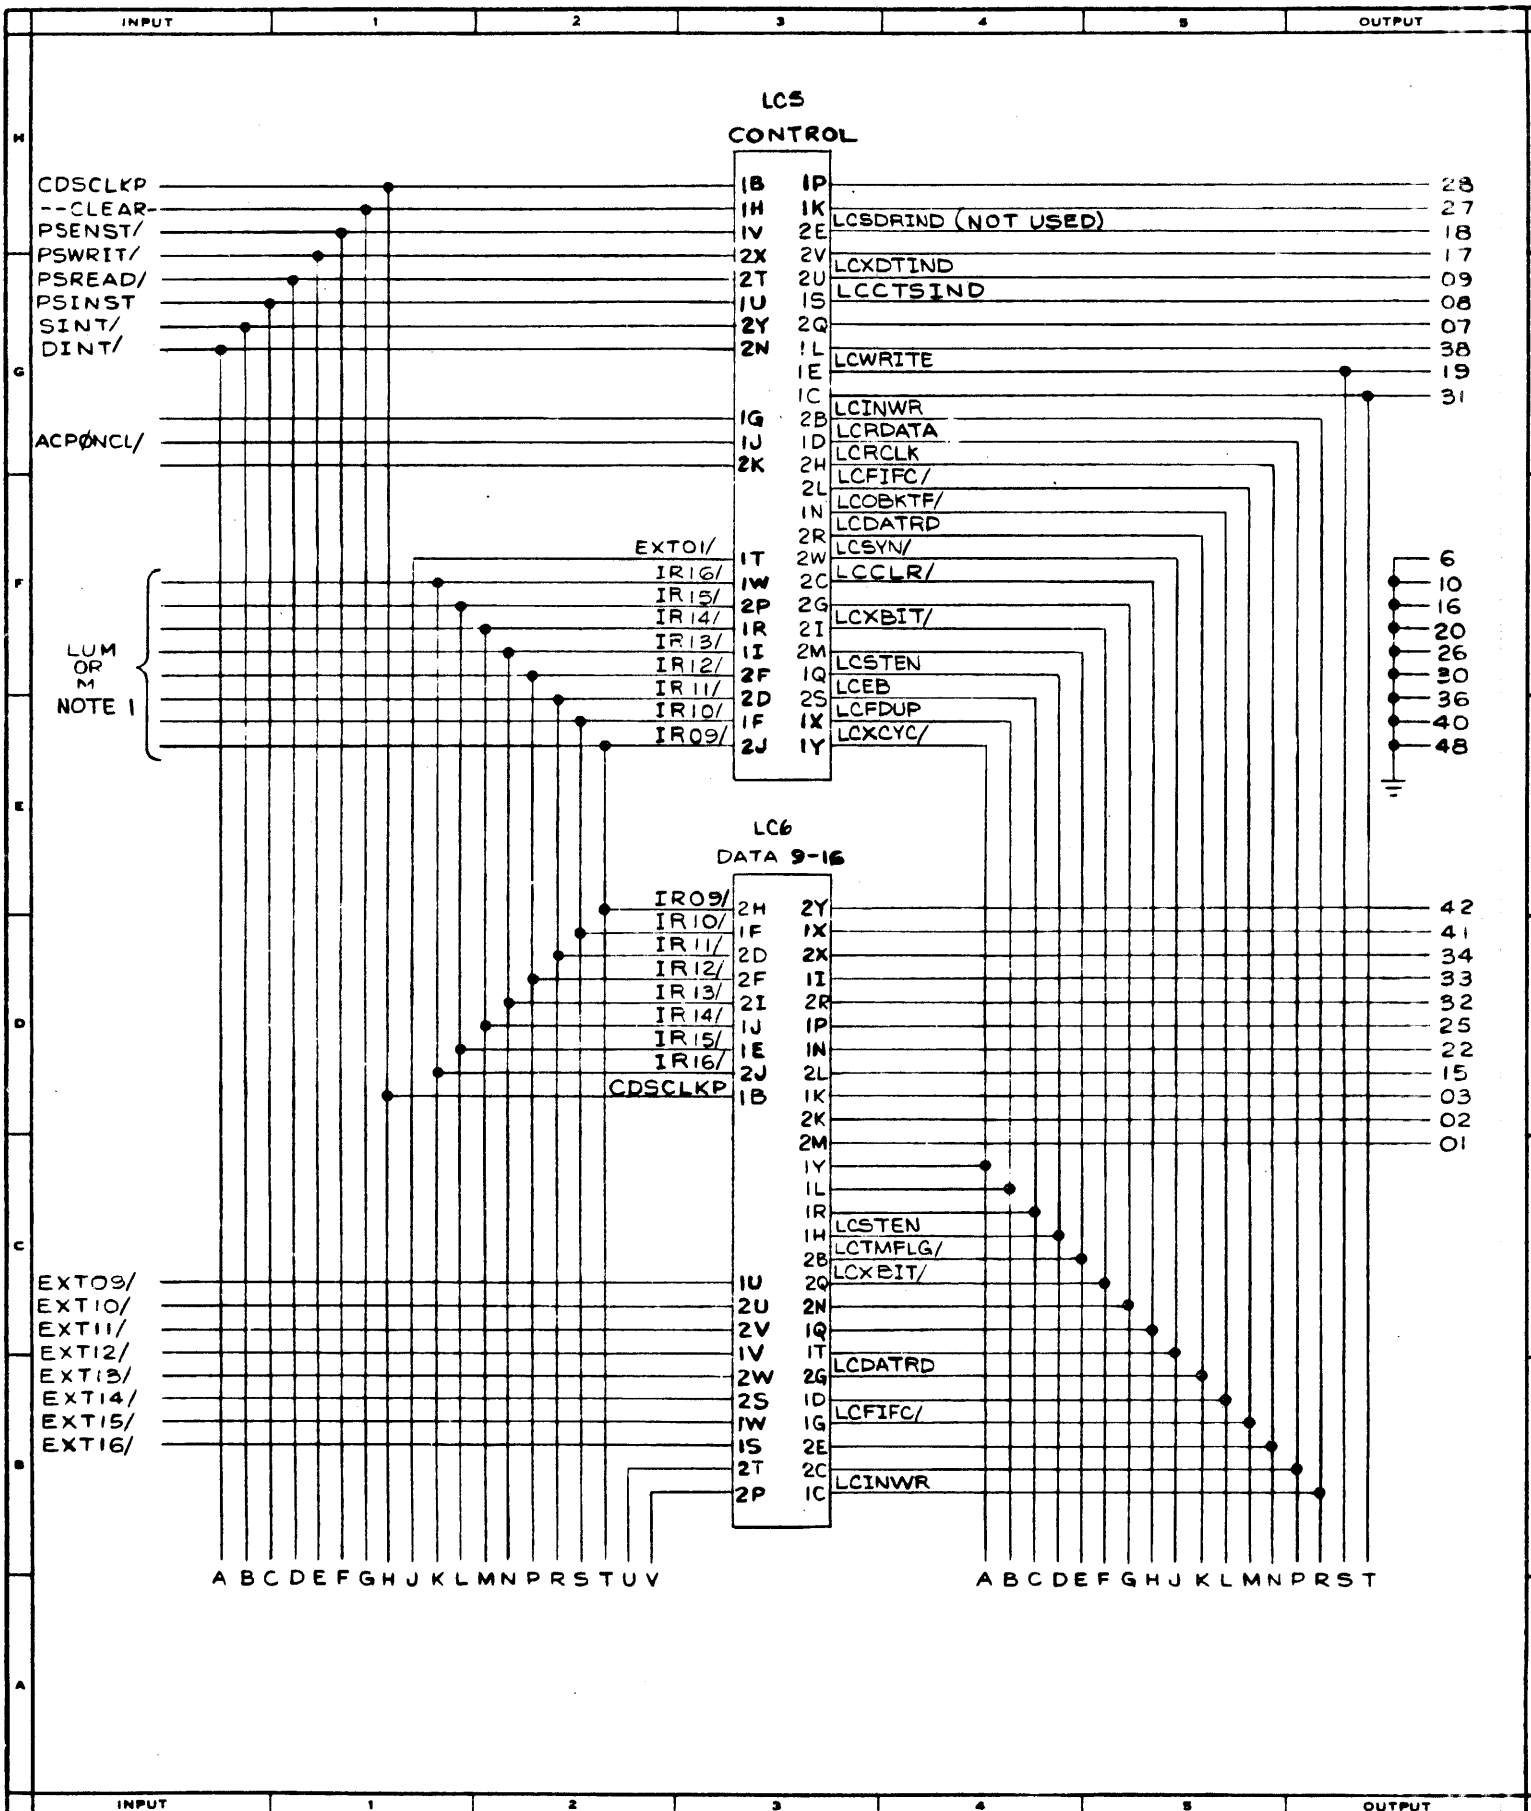 INPUT 1 2 3 4 5 OUTPUT
LC5
H
CONTROL
CDSCLKP 1B 1P 28
--CLEAR- 1H 1K 27
LCSDRIND (NOT USED)
PSENST/ 1V 2E 18
PSWRIT/ 2X 2V 17
LCXDTIND
PSREAD/ 2T 2U 09
LCCTSIND
PSINST 1U 1S 08
SINT/ 2Y 2Q 07
DINT/ 2N 1L 38
LCWRITE
G 1E 19
1C 31
LCINWR
1G 2B
LCRDATA
ACPØNCL/ 1J 1D
LCRCLK
2K 2H
LCFIFC/
2L
LCOBKTF/
1N
LCDATRD
2R
EXT01/ LCSYN/
1T 2W 6
IR16/ LCCLR/
F 1W 2C 10
IR15/
2P 2G 16
IR14/ LCXBIT/
1R 2I 20
IR13/
LUM 1I 2M 26
OR
IR12/ LCSTEN
M 2F 1Q 30
IR11/ LCEB
NOTE 1 2D 2S 36
IR10/ LCFDUP
1F 1X 40
IR09/ LCXCYC/
2J 1Y 48
E
LC6
DATA 9-16
IR09/ 2H 2Y 42
IR10/ 1F 1X 41
IR11/ 2D 2X 34
IR12/ 2F 1I 33
IR13/ 2I 2R 32
D
IR14/ 1J 1P 25
IR15/ 1E 1N 22
IR16/ 2J 2L 15
CDSCLKP 1B 1K 03
2K 02
2M 01
1Y
1L
1R
LCSTEN
1H
C
LCTMFLG/
2B
LCXBIT/
EXT09/ 1U 2Q
EXT10/ 2U 2N
EXT11/ 2V 1Q
EXT12/ 1V 1T
LCDATRD
EXT13/ 2W 2G
EXT14/ 2S 1D
LCFIFC/
EXT15/ 1W 1G
EXT16/ 1S 2E
B 2T 2C
LCINWR
2P 1C
A B C D E F G H J K L M N P R S T U V A B C D E F G H J K L M N P R S T
A
INPUT 1 2 3 4 5 OUTPUT